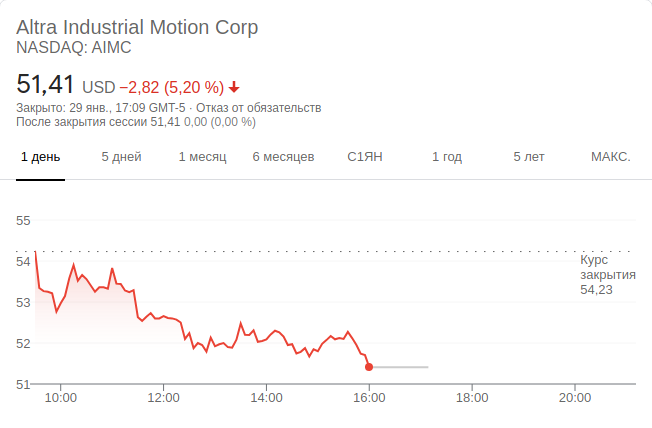 Altra Industrial Motion Corp
NASDAQ: AIMC
51,41 USD −2,82 (5,20 %)
Закрыто: 29 янв., 17:09 GMT-5 · Отказ от обязательств
После закрытия сессии 51,41 0,00 (0,00 %)
1 день 5 дней 1 месяц 6 месяцев С1ЯН 1 год 5 лет МАКС.
55
54
Курс
закрытия
54,23
53
52
51
10:00 12:00 14:00 16:00 18:00 20:00